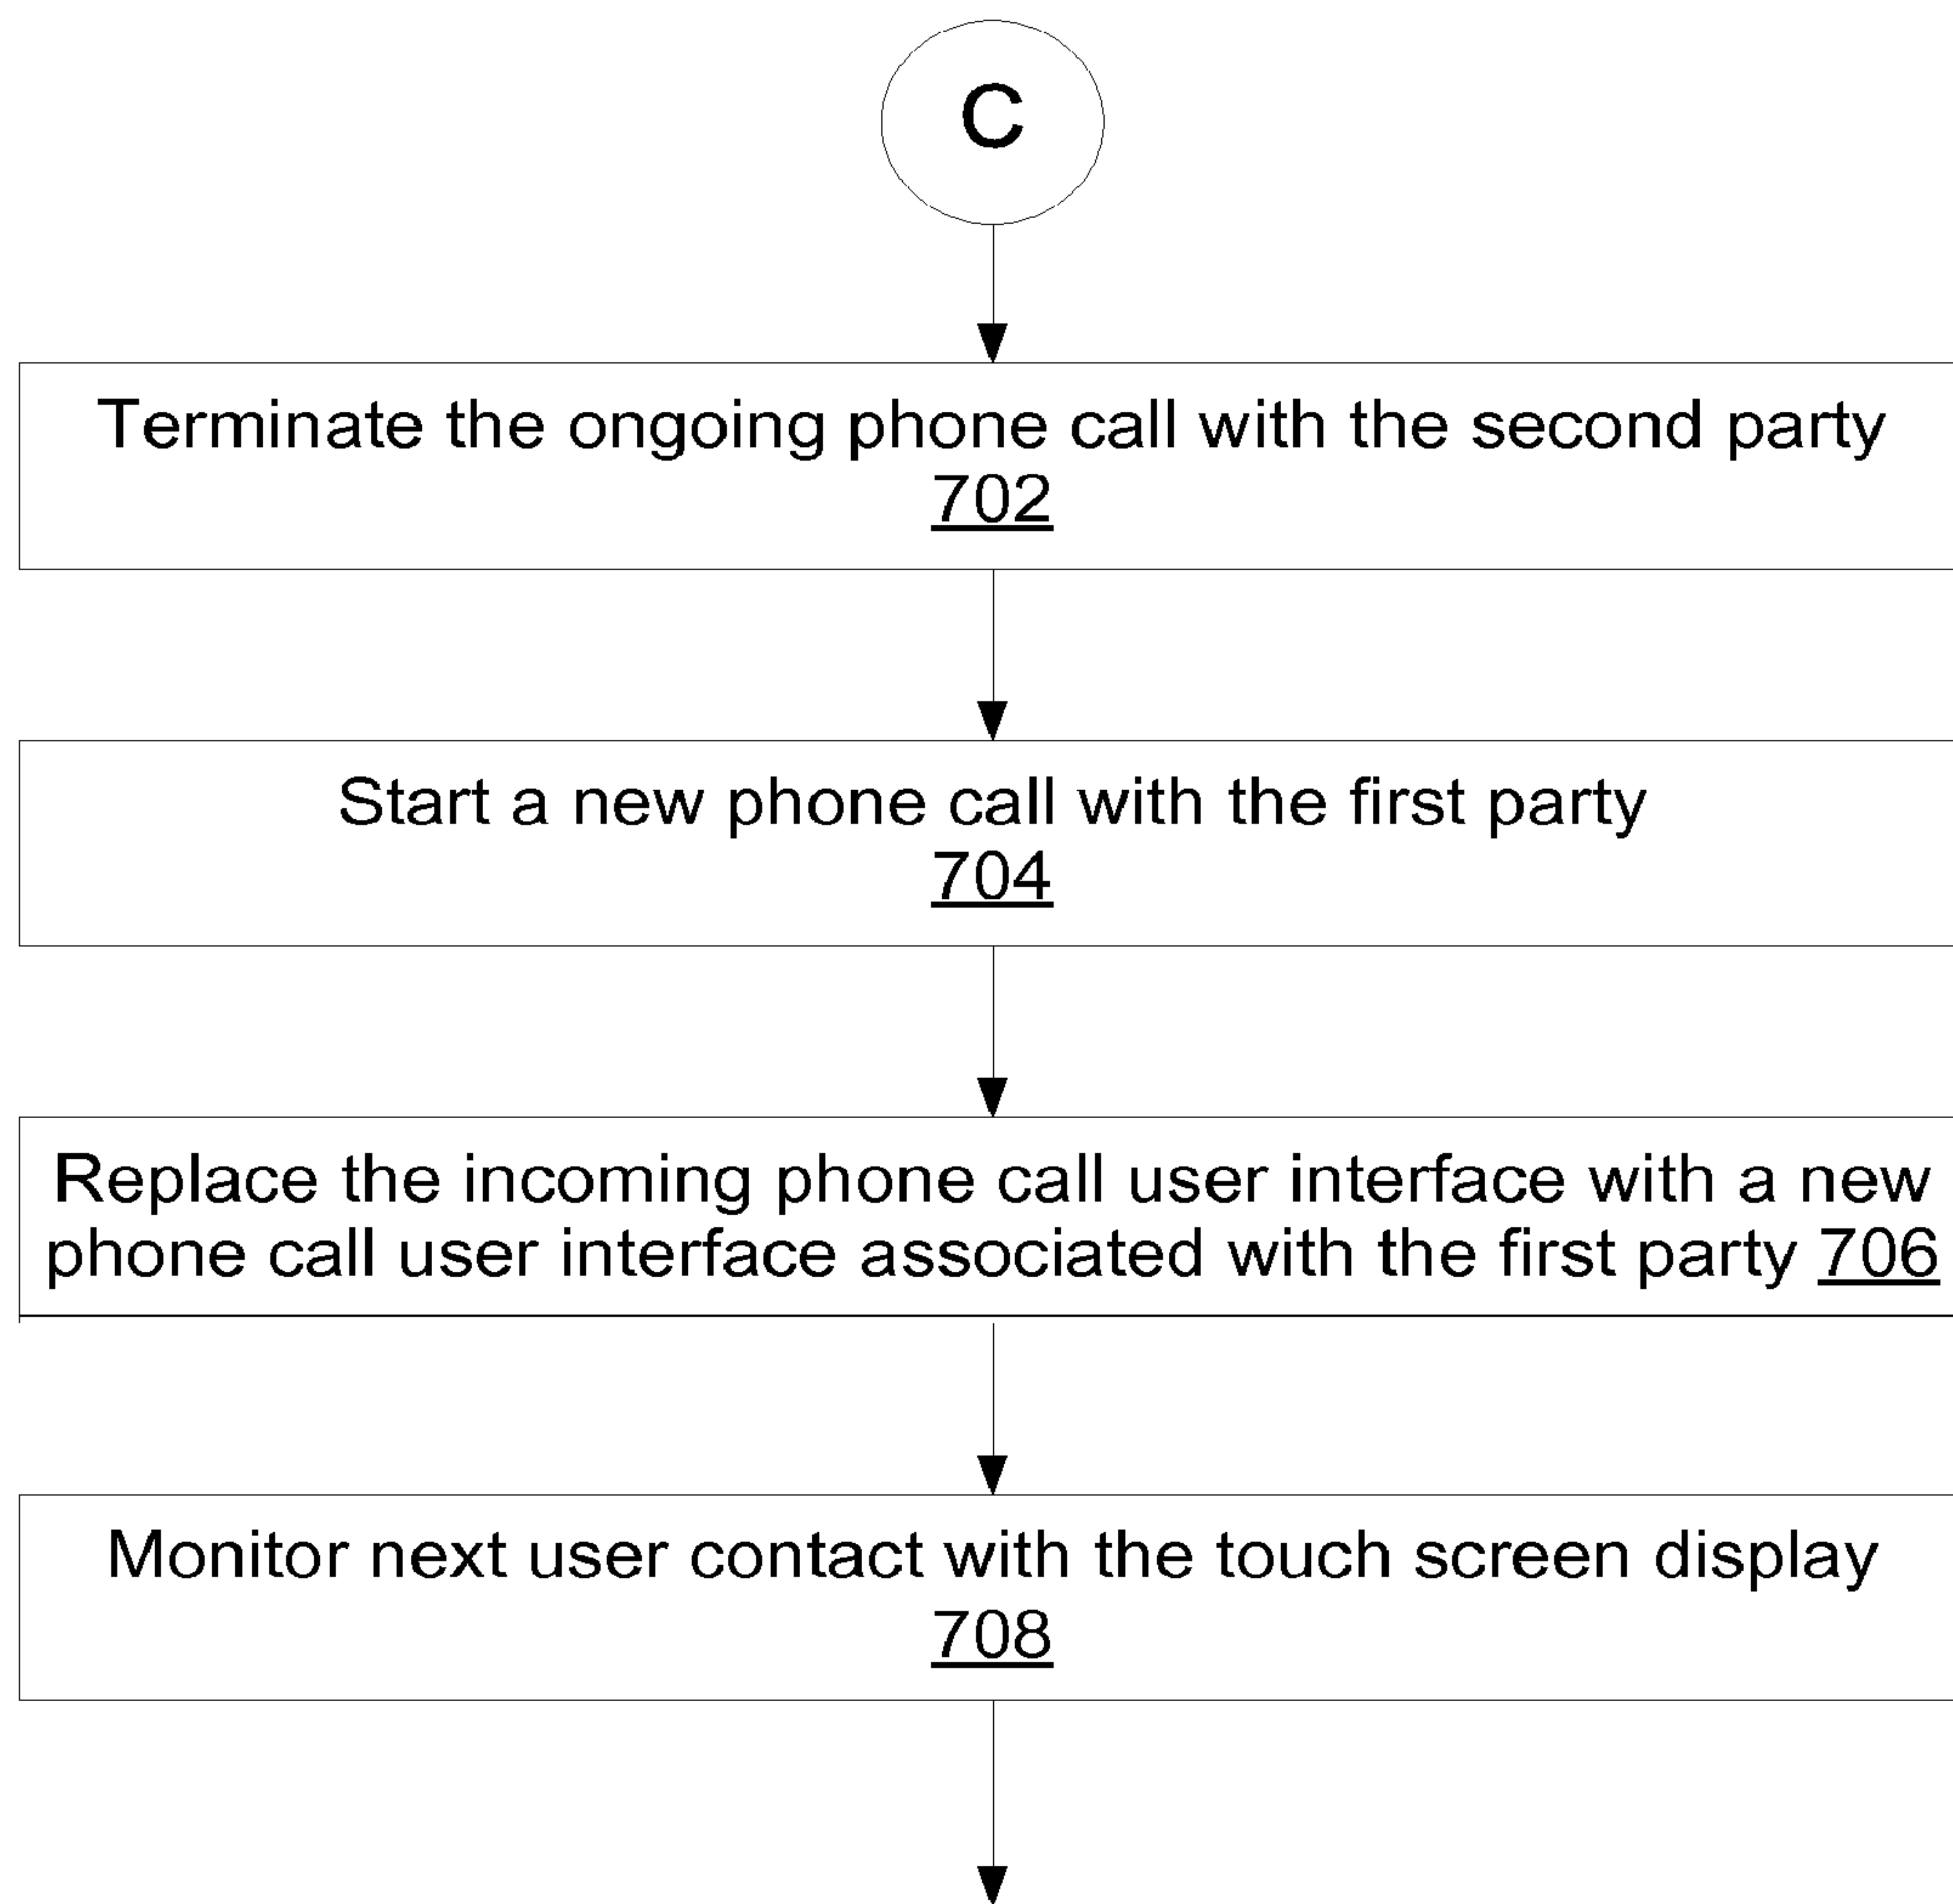 C
Terminate the ongoing phone call with the second party
702
Start a new phone call with the first party
704
Replace the incoming phone call user interface with a new
phone call user interface associated with the first party 706
Monitor next user contact with the touch screen display
708